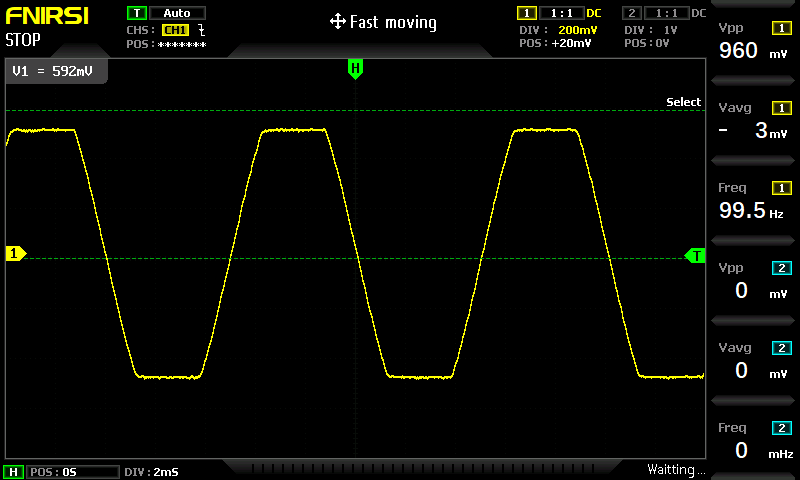 FNIRSI
STOP
T Auto
CHS: CH1
POS: *******
Fast moving
1 1:1 DC
DIV: 200mV
POS: +20mV
2 1:1 DC
DIV: 1V
POS: 0V
V1 = 592mV
H
Select
1
T
Vpp 1
960 mV
Vavg 1
- 3 mV
Freq 1
99.5 Hz
Vpp 2
0 mV
Vavg 2
0 mV
Freq 2
0 mHz
H POS: 0S DIV: 2mS
Waitting...